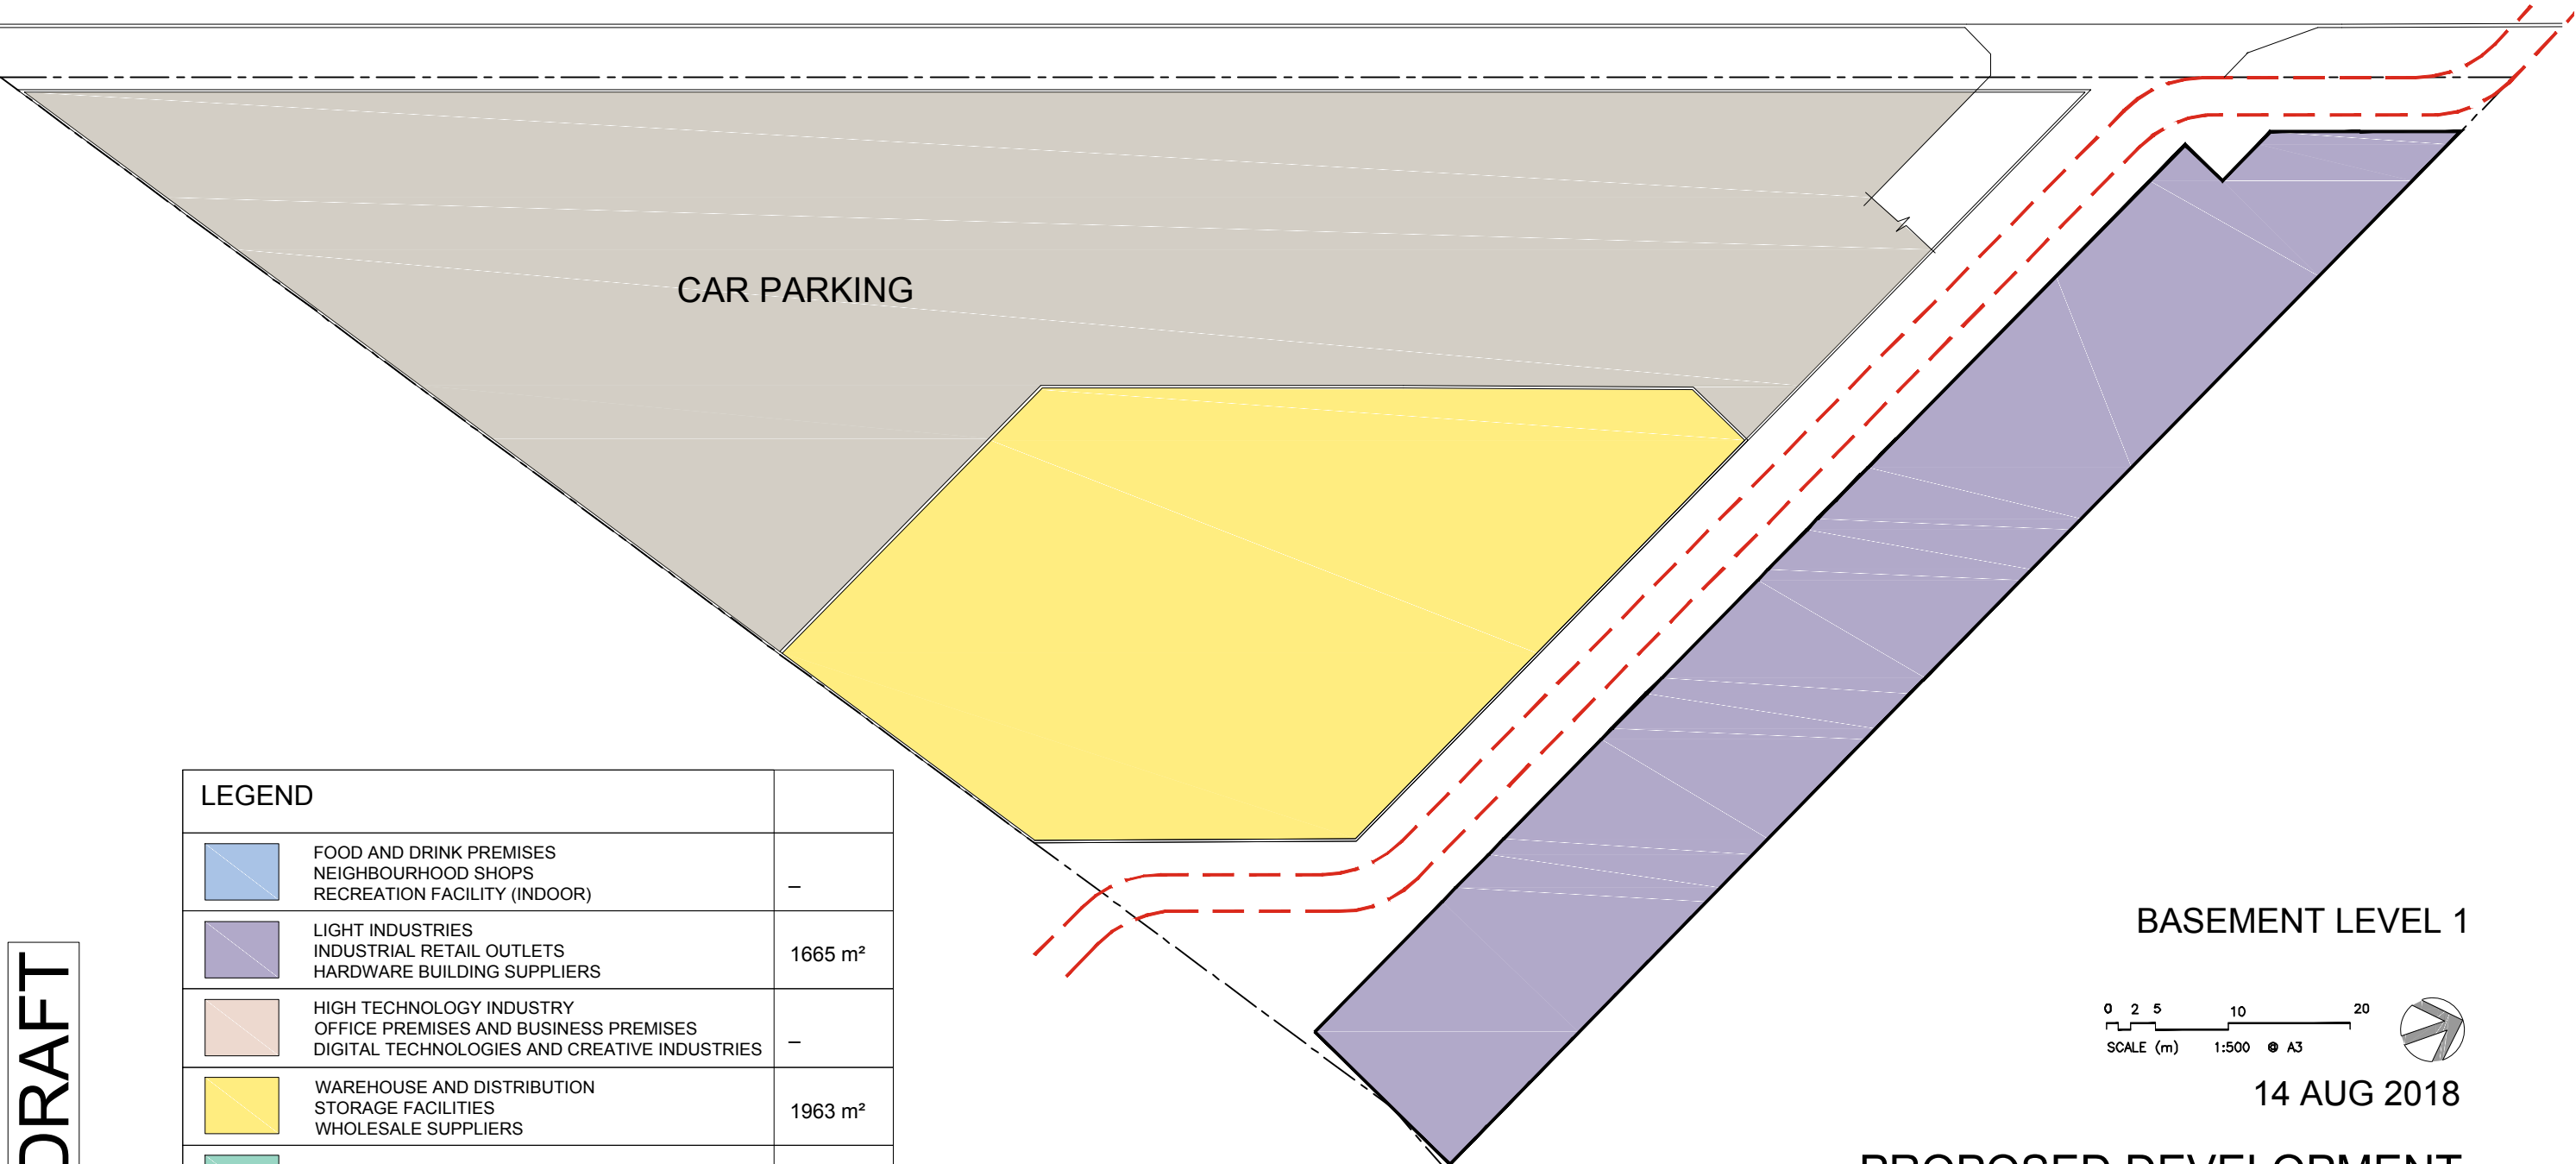 CAR PARKING
LEGEND
FOOD AND DRINK PREMISES
NEIGHBOURHOOD SHOPS
RECREATION FACILITY (INDOOR)
–
LIGHT INDUSTRIES
INDUSTRIAL RETAIL OUTLETS
HARDWARE BUILDING SUPPLIERS
1665 m²
HIGH TECHNOLOGY INDUSTRY
OFFICE PREMISES AND BUSINESS PREMISES
DIGITAL TECHNOLOGIES AND CREATIVE INDUSTRIES
–
WAREHOUSE AND DISTRIBUTION
STORAGE FACILITIES
WHOLESALE SUPPLIERS
1963 m²
DRAFT
BASEMENT LEVEL 1
0 2 5 10 20
SCALE (m) 1:500 @ A3
14 AUG 2018
PROPOSED DEVELOPMENT